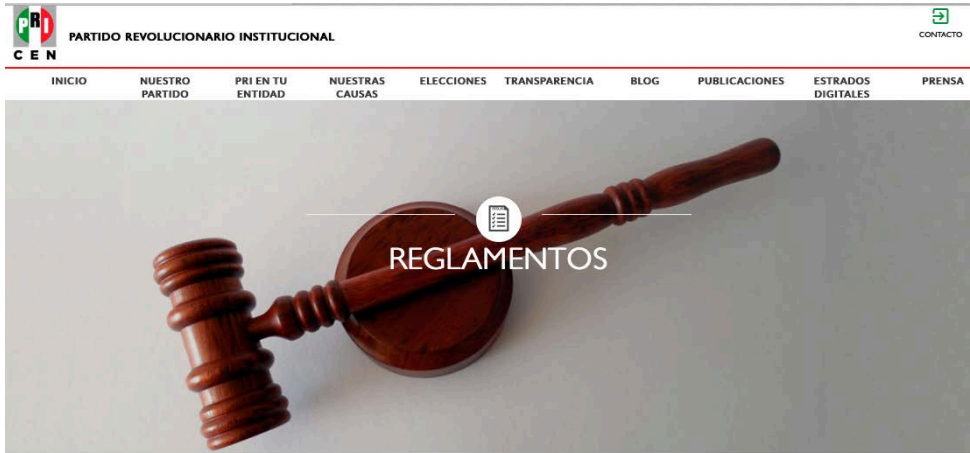 PRI
CEN
PARTIDO REVOLUCIONARIO INSTITUCIONAL
CONTACTO
INICIO
NUESTRO
PARTIDO
PRI EN TU
ENTIDAD
NUESTRAS
CAUSAS
ELECCIONES
TRANSPARENCIA
BLOG
PUBLICACIONES
ESTRADOS
DIGITALES
PRENSA
REGLAMENTOS